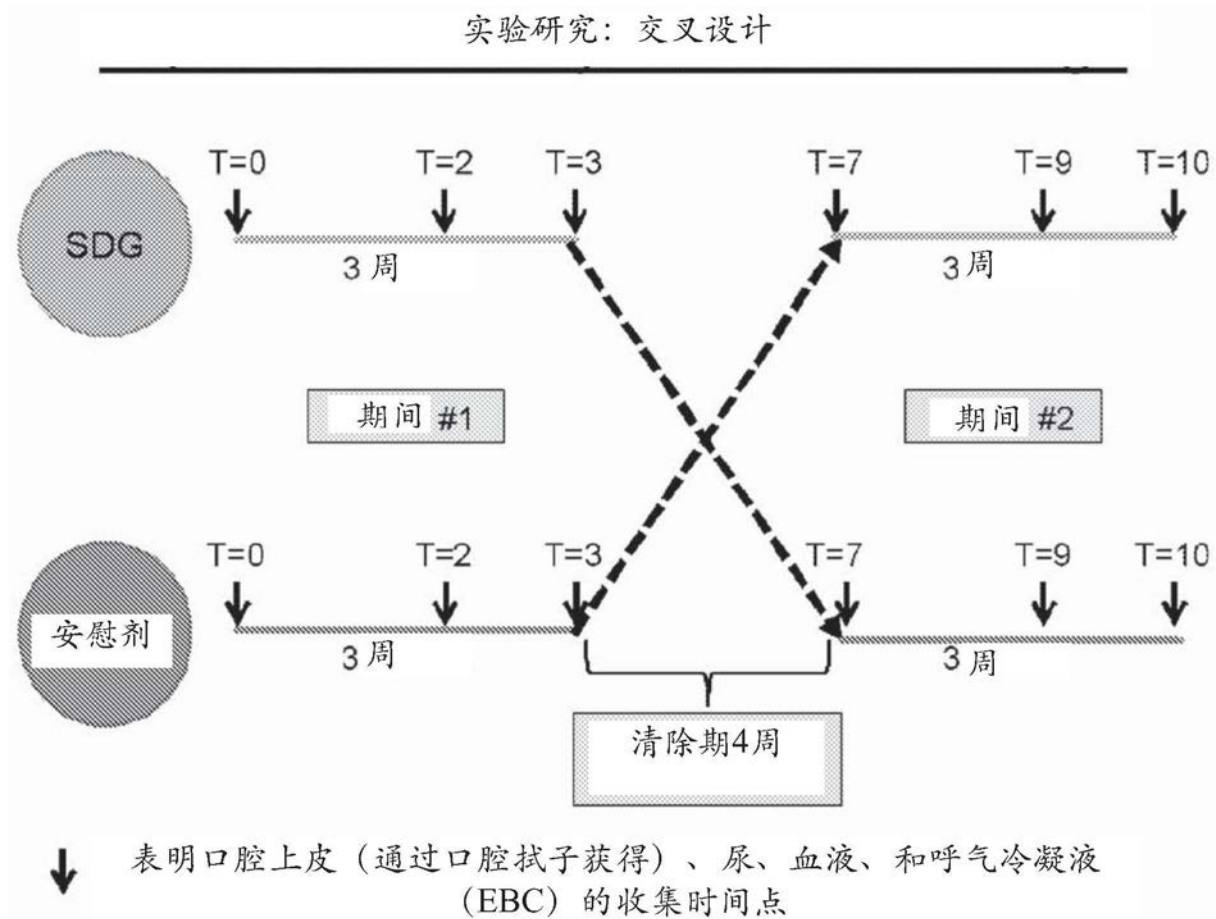 实验研究：交叉设计
T=0 T=2 T=3 T=7 T=9 T=10
SDG
3 周 3 周
期间 #1 期间 #2
T=0 T=2 T=3 T=7 T=9 T=10
安慰剂
3 周 3 周
清除期4周
表明口腔上皮（通过口腔拭子获得）、尿、血液、和呼气冷凝液
（EBC）的收集时间点